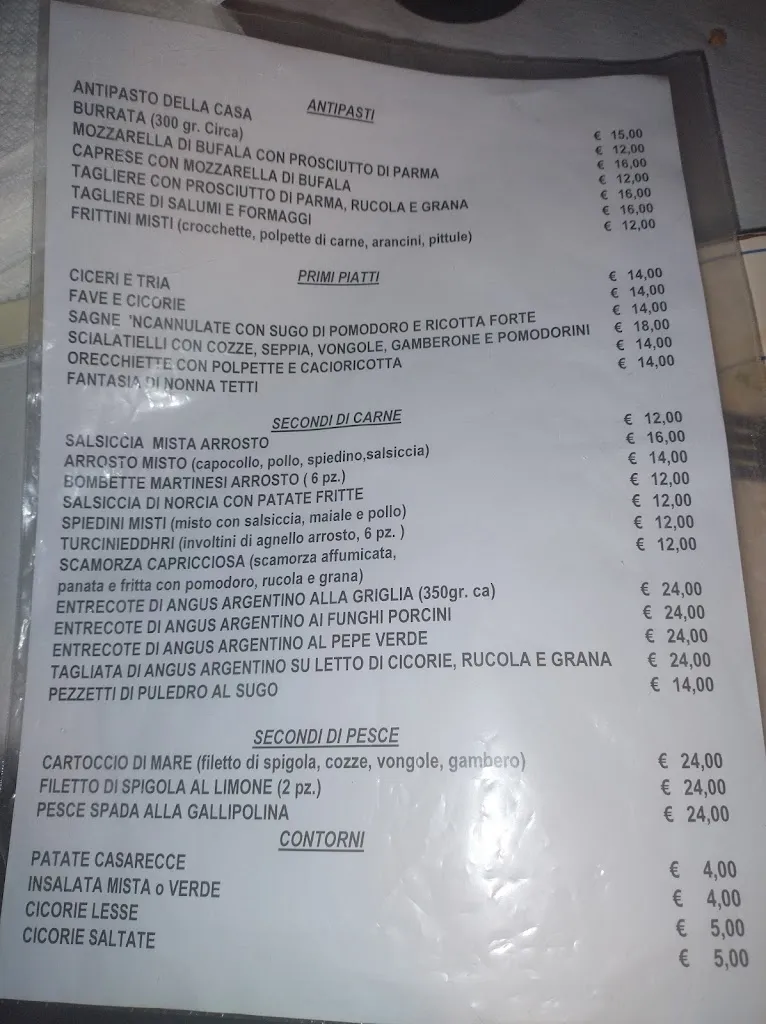 ANTIPASTI
ANTIPASTO DELLA CASA € 15,00
BURRATA (300 gr. Circa) € 12,00
MOZZARELLA DI BUFALA CON PROSCIUTTO DI PARMA € 16,00
CAPRESE CON MOZZARELLA DI BUFALA € 12,00
TAGLIERE CON PROSCIUTTO DI PARMA, RUCOLA E GRANA € 16,00
TAGLIERE DI SALUMI E FORMAGGI € 16,00
FRITTINI MISTI (crocchette, polpette di carne, arancini, pittule) € 12,00
PRIMI PIATTI
CICERI E TRIA € 14,00
FAVE E CICORIE € 14,00
SAGNE 'NCANNULATE CON SUGO DI POMODORO E RICOTTA FORTE € 14,00
SCIALATIELLI CON COZZE, SEPPIA, VONGOLE, GAMBERONE E POMODORINI € 18,00
ORECCHIETTE CON POLPETTE E CACIORICOTTA € 14,00
FANTASIA DI NONNA TETTI € 14,00
SECONDI DI CARNE
SALSICCIA MISTA ARROSTO € 12,00
ARROSTO MISTO (capocollo, pollo, spiedino,salsiccia) € 16,00
BOMBETTE MARTINESI ARROSTO ( 6 pz.) € 14,00
SALSICCIA DI NORCIA CON PATATE FRITTE € 12,00
SPIEDINI MISTI (misto con salsiccia, maiale e pollo) € 12,00
TURCINIEDDHRI (involtini di agnello arrosto, 6 pz. ) € 12,00
SCAMORZA CAPRICCIOSA (scamorza affumicata, € 12,00
panata e fritta con pomodoro, rucola e grana)
ENTRECOTE DI ANGUS ARGENTINO ALLA GRIGLIA (350gr. ca) € 24,00
ENTRECOTE DI ANGUS ARGENTINO AI FUNGHI PORCINI € 24,00
ENTRECOTE DI ANGUS ARGENTINO AL PEPE VERDE € 24,00
TAGLIATA DI ANGUS ARGENTINO SU LETTO DI CICORIE, RUCOLA E GRANA € 24,00
PEZZETTI DI PULEDRO AL SUGO € 14,00
SECONDI DI PESCE
CARTOCCIO DI MARE (filetto di spigola, cozze, vongole, gambero) € 24,00
FILETTO DI SPIGOLA AL LIMONE (2 pz.) € 24,00
PESCE SPADA ALLA GALLIPOLINA € 24,00
CONTORNI
PATATE CASARECCE € 4,00
INSALATA MISTA o VERDE € 4,00
CICORIE LESSE € 5,00
CICORIE SALTATE € 5,00